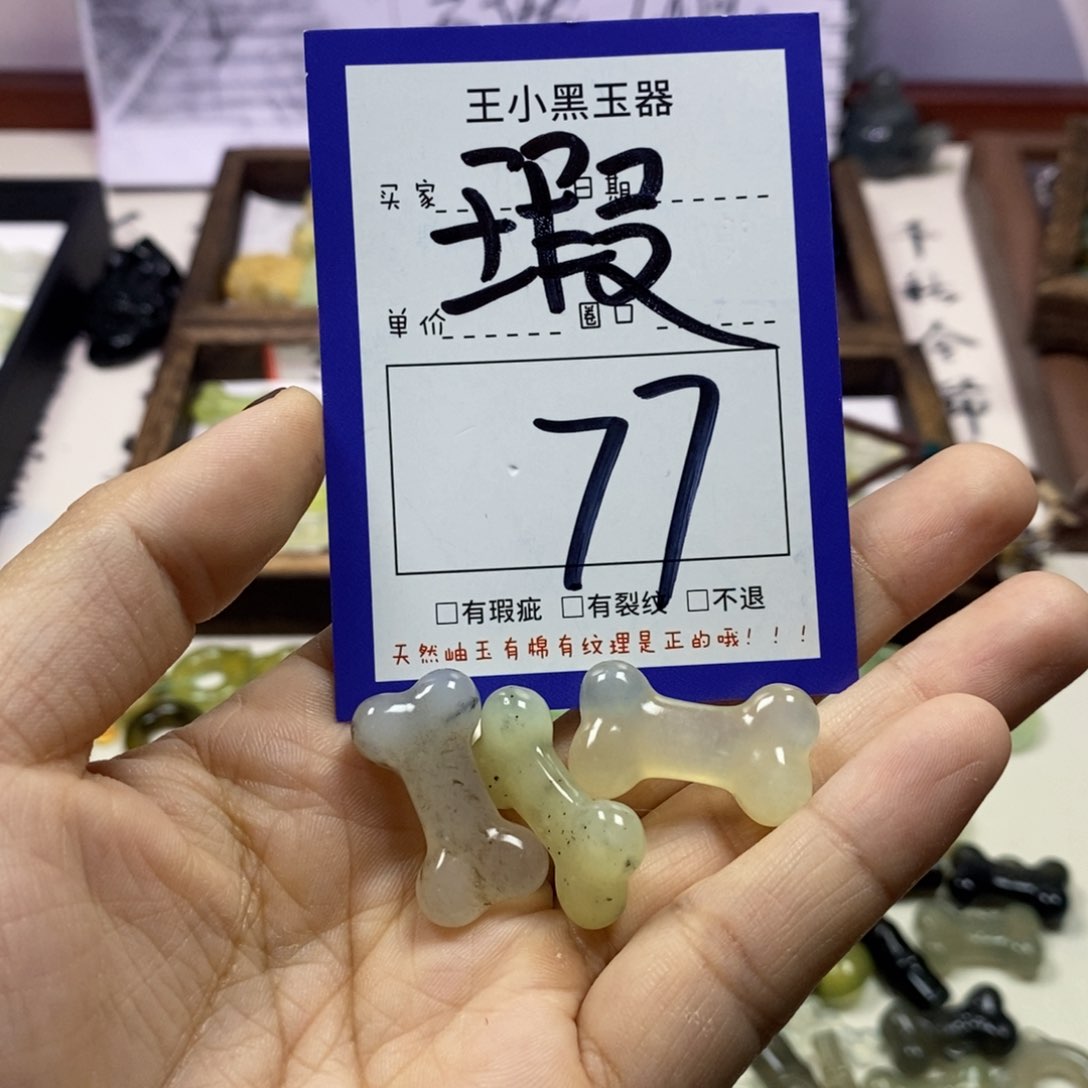 王小黑玉器
瑕
买家 日期
单价 圈口
77
□有瑕疵 □有裂纹 □不退
天然岫玉有棉有纹理是正的哦！！！